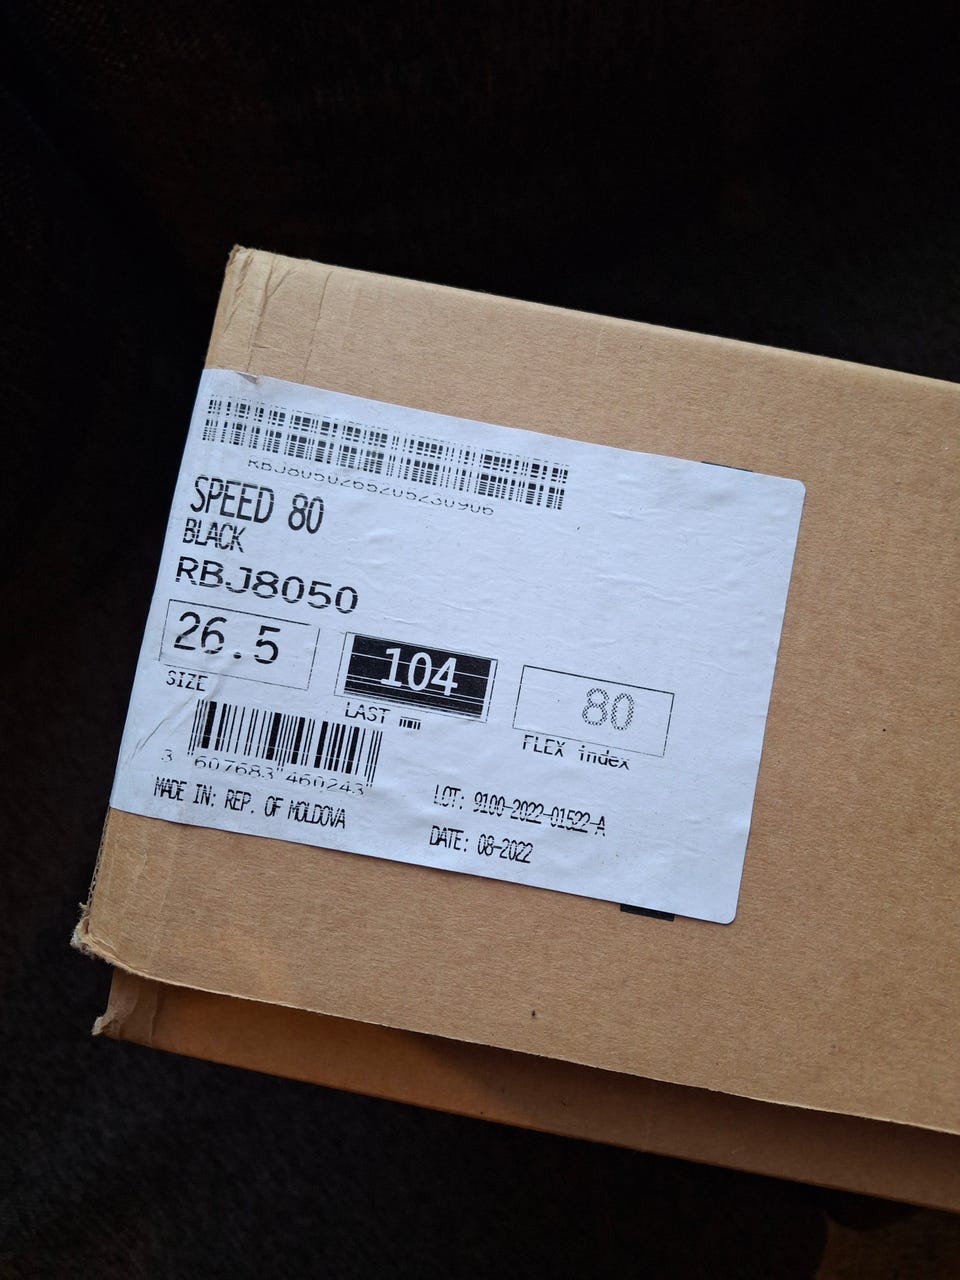 RBJ8050265205230906
SPEED 80
BLACK
RBJ8050
26.5
SIZE
104
LAST
80
FLEX index
3 607683 460243
MADE IN: REP. OF MOLDOVA
LOT: 9100-2022-01522-A
DATE: 08-2022